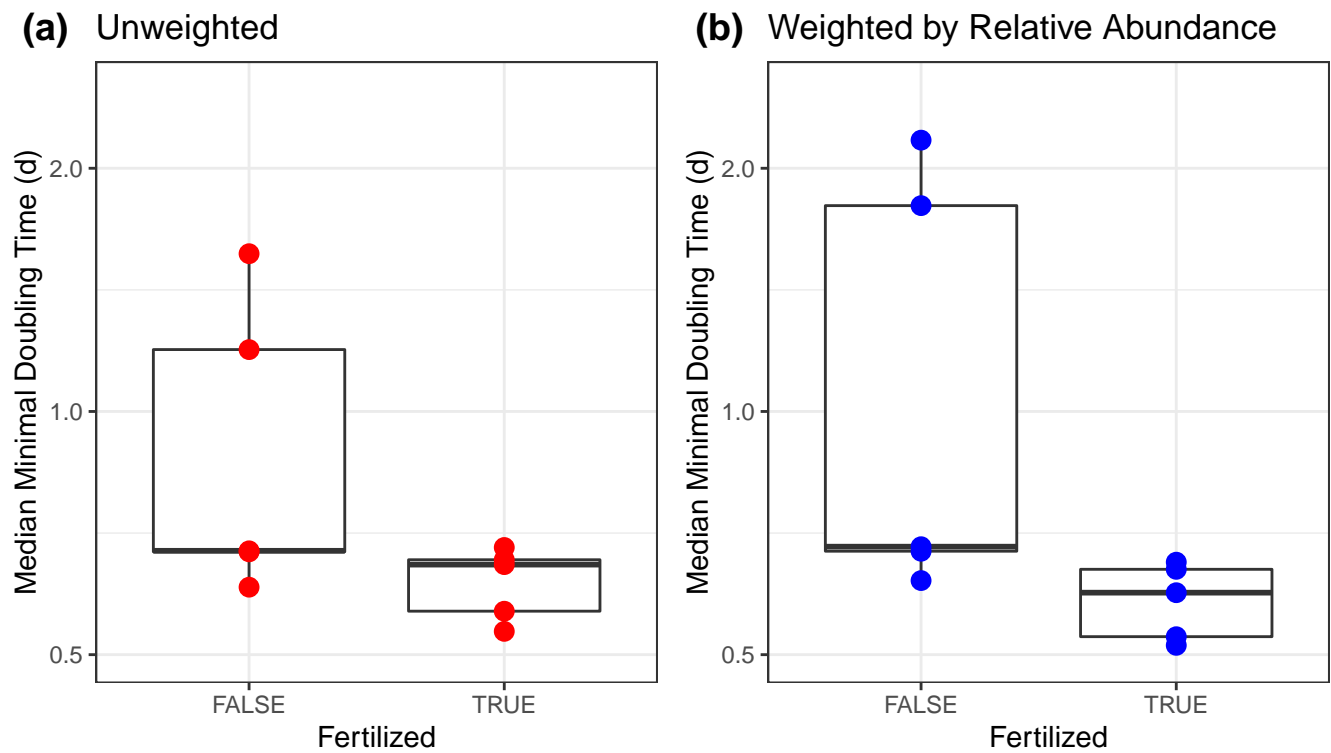 (a) Unweighted
Median Minimal Doubling Time (d)
2.0
1.0
0.5
FALSE TRUE
Fertilized
(b) Weighted by Relative Abundance
Median Minimal Doubling Time (d)
2.0
1.0
0.5
FALSE TRUE
Fertilized